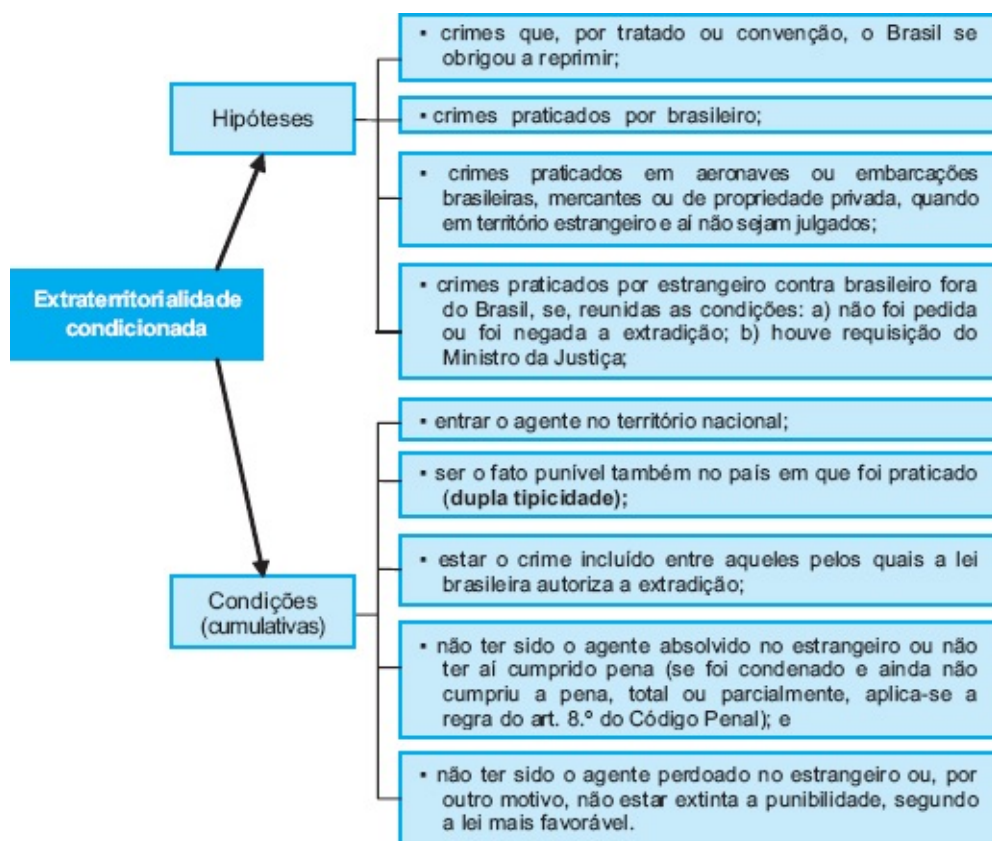 ▪ crimes que, por tratado ou convenção, o Brasil se
obrigou a reprimir;
Hipóteses
▪ crimes praticados por brasileiro;
▪ crimes praticados em aeronaves ou embarcações
brasileiras, mercantes ou de propriedade privada, quando
em território estrangeiro e aí não sejam julgados;
▪ crimes praticados por estrangeiro contra brasileiro fora
do Brasil, se, reunidas as condições: a) não foi pedida
ou foi negada a extradição; b) houve requisição do
Ministro da Justiça;
Extraterritorialidade
condicionada
▪ entrar o agente no território nacional;
▪ ser o fato punível também no país em que foi praticado
(dupla tipicidade);
▪ estar o crime incluído entre aqueles pelos quais a lei
brasileira autoriza a extradição;
Condições
(cumulativas)
▪ não ter sido o agente absolvido no estrangeiro ou não
ter aí cumprido pena (se foi condenado e ainda não
cumpriu a pena, total ou parcialmente, aplica-se a
regra do art. 8.º do Código Penal); e
▪ não ter sido o agente perdoado no estrangeiro ou, por
outro motivo, não estar extinta a punibilidade, segundo
a lei mais favorável.